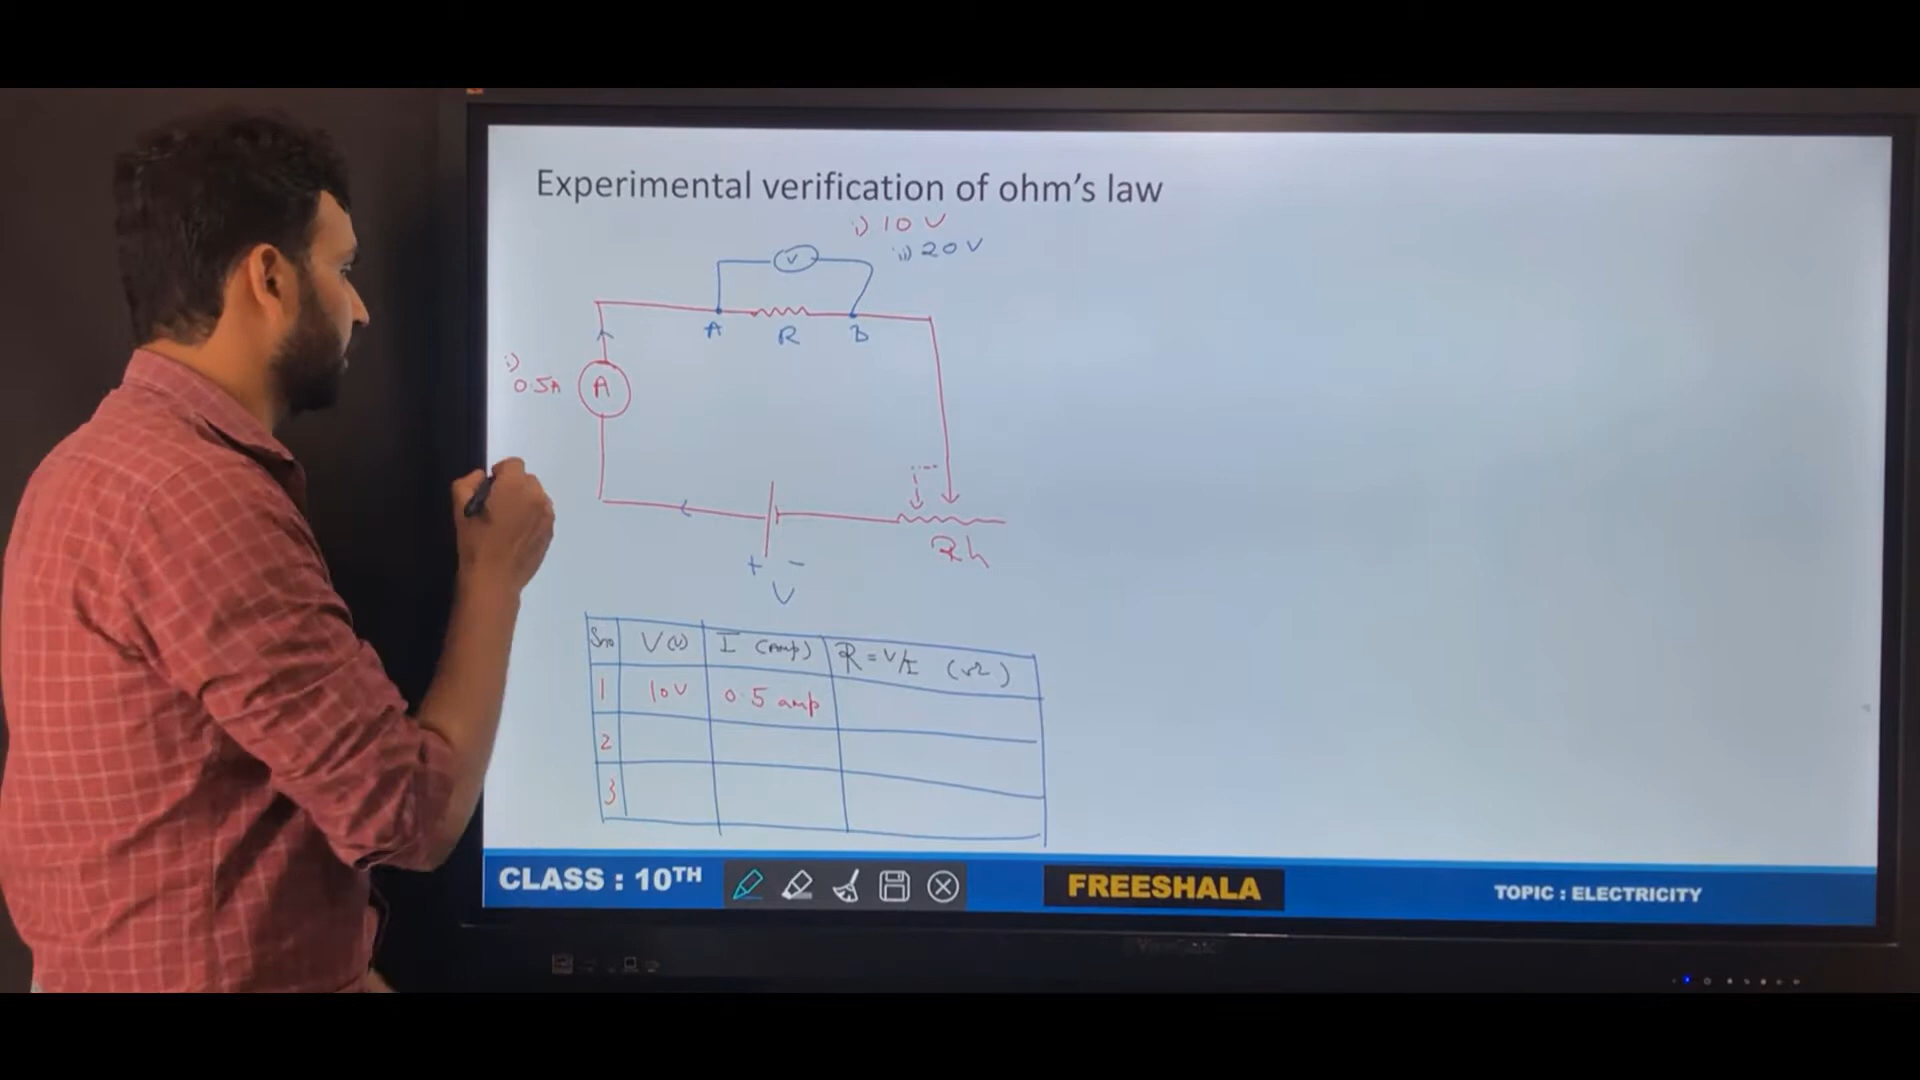 Experimental verification of ohm's law
i) 10 V
ii) 20 V
V
A R B
i)
0.5A
A
Rh
+ -
V
Sno V(v) I (Amp) R = V/I (Ω)
1 10V 0.5 amp
2
3
CLASS : 10TH
FREESHALA
TOPIC : ELECTRICITY